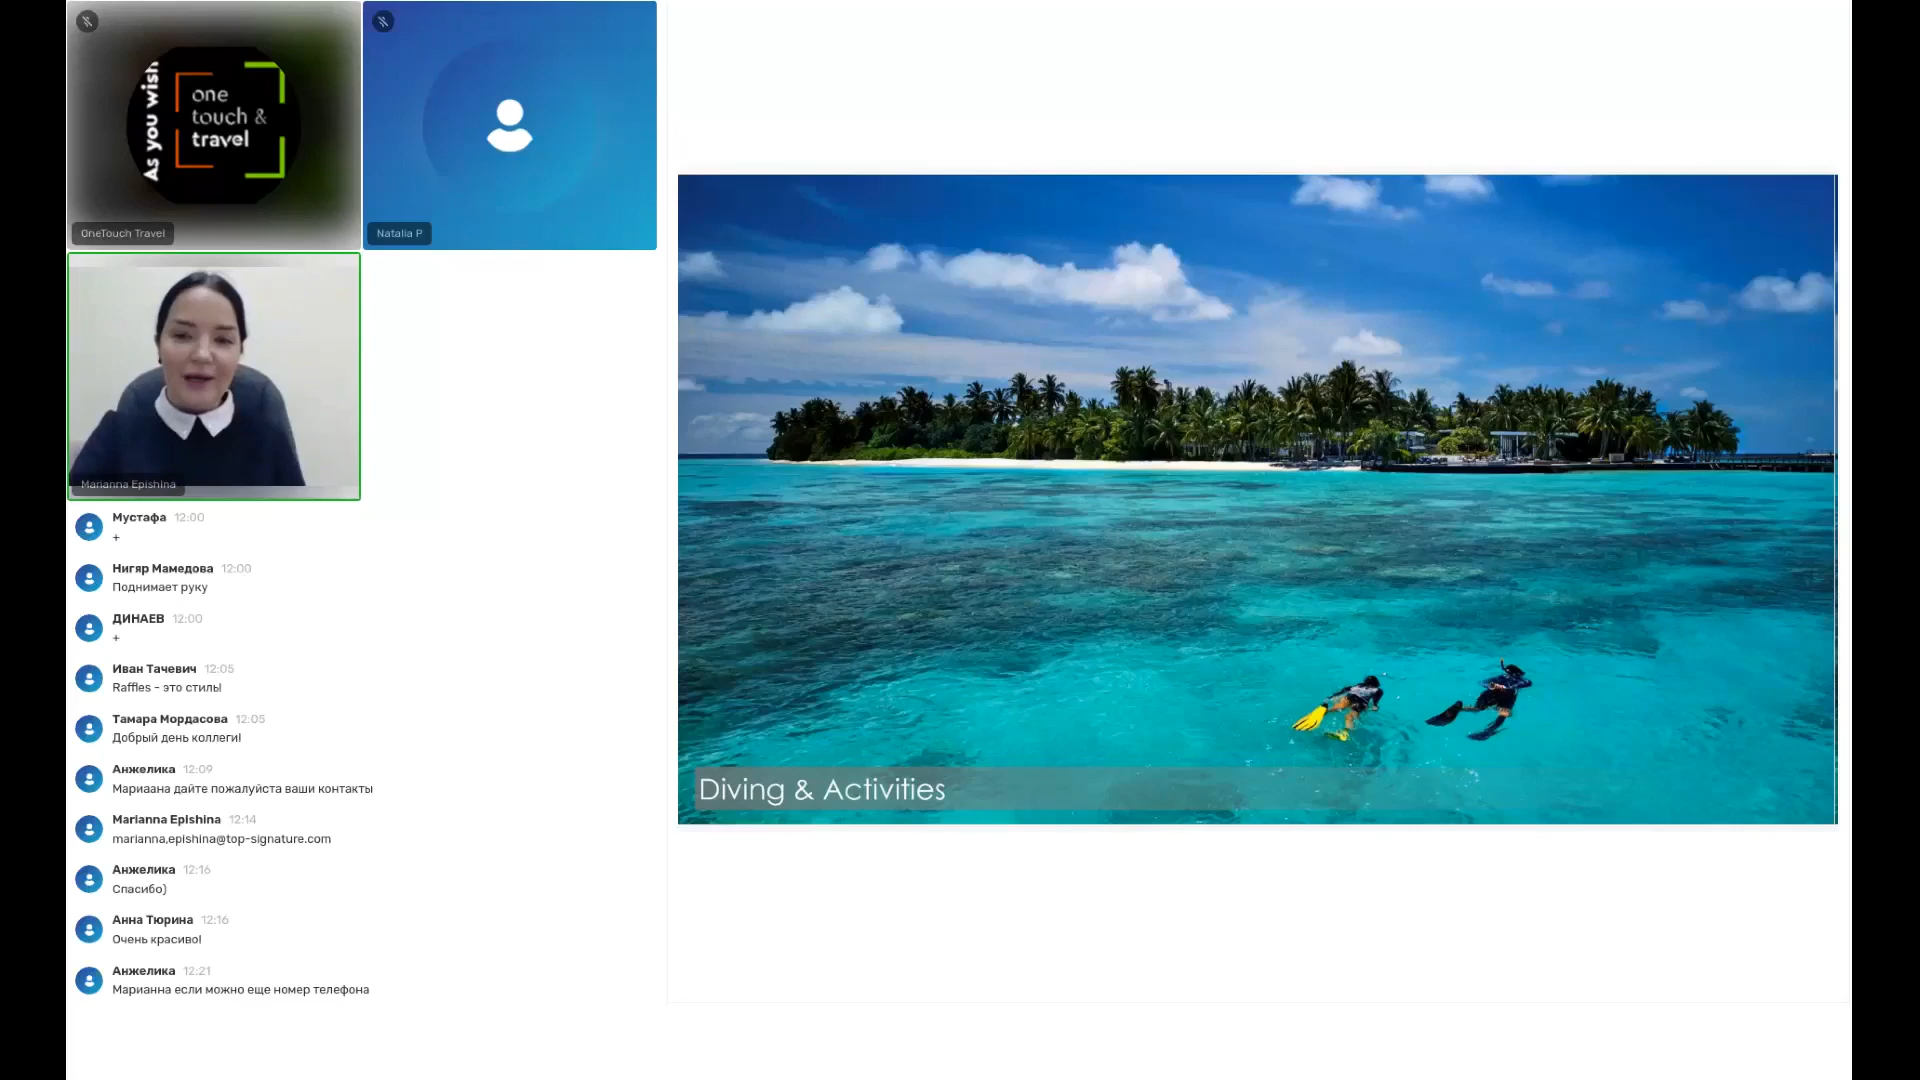 As you wish
one
touch &
travel
OneTouch Travel
Natalia P
Marianna Epishina
Мустафа 12:00
+
Нигяр Мамедова 12:00
Поднимает руку
ДИНАЕВ 12:00
+
Иван Тачевич 12:05
Raffles - это стиль!
Тамара Мордасова 12:05
Добрый день коллеги!
Анжелика 12:09
Мариаана дайте пожалуйста ваши контакты
Marianna Epishina 12:14
marianna,epishina@top-signature.com
Анжелика 12:16
Спасибо)
Анна Тюрина 12:16
Очень красиво!
Анжелика 12:21
Марианна если можно еще номер телефона
Diving & Activities